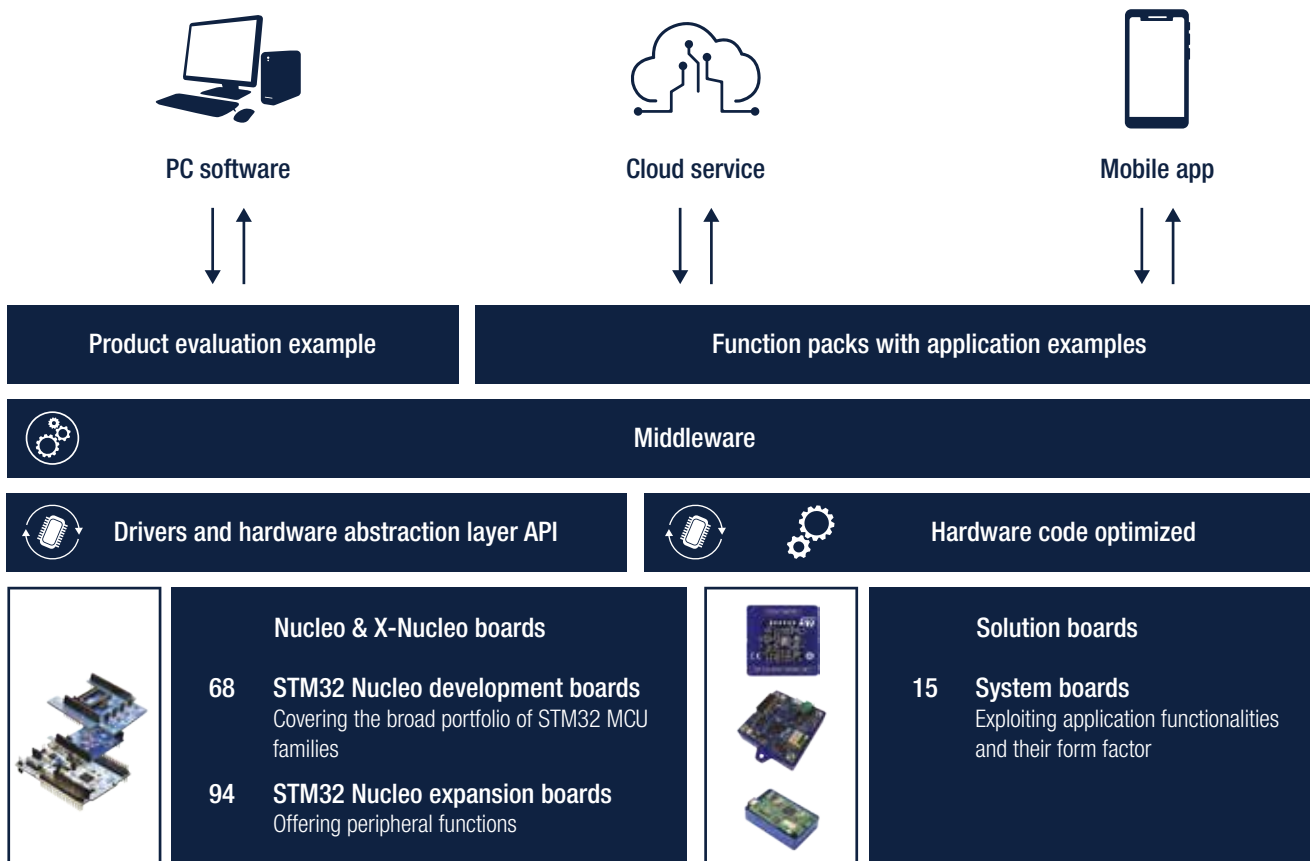 PC software
Cloud service
Mobile app
Product evaluation example
Function packs with application examples
Middleware
Drivers and hardware abstraction layer API
Hardware code optimized
Nucleo & X-Nucleo boards
68 STM32 Nucleo development boards
Covering the broad portfolio of STM32 MCU
families
94 STM32 Nucleo expansion boards
Offering peripheral functions
Solution boards
15 System boards
Exploiting application functionalities
and their form factor